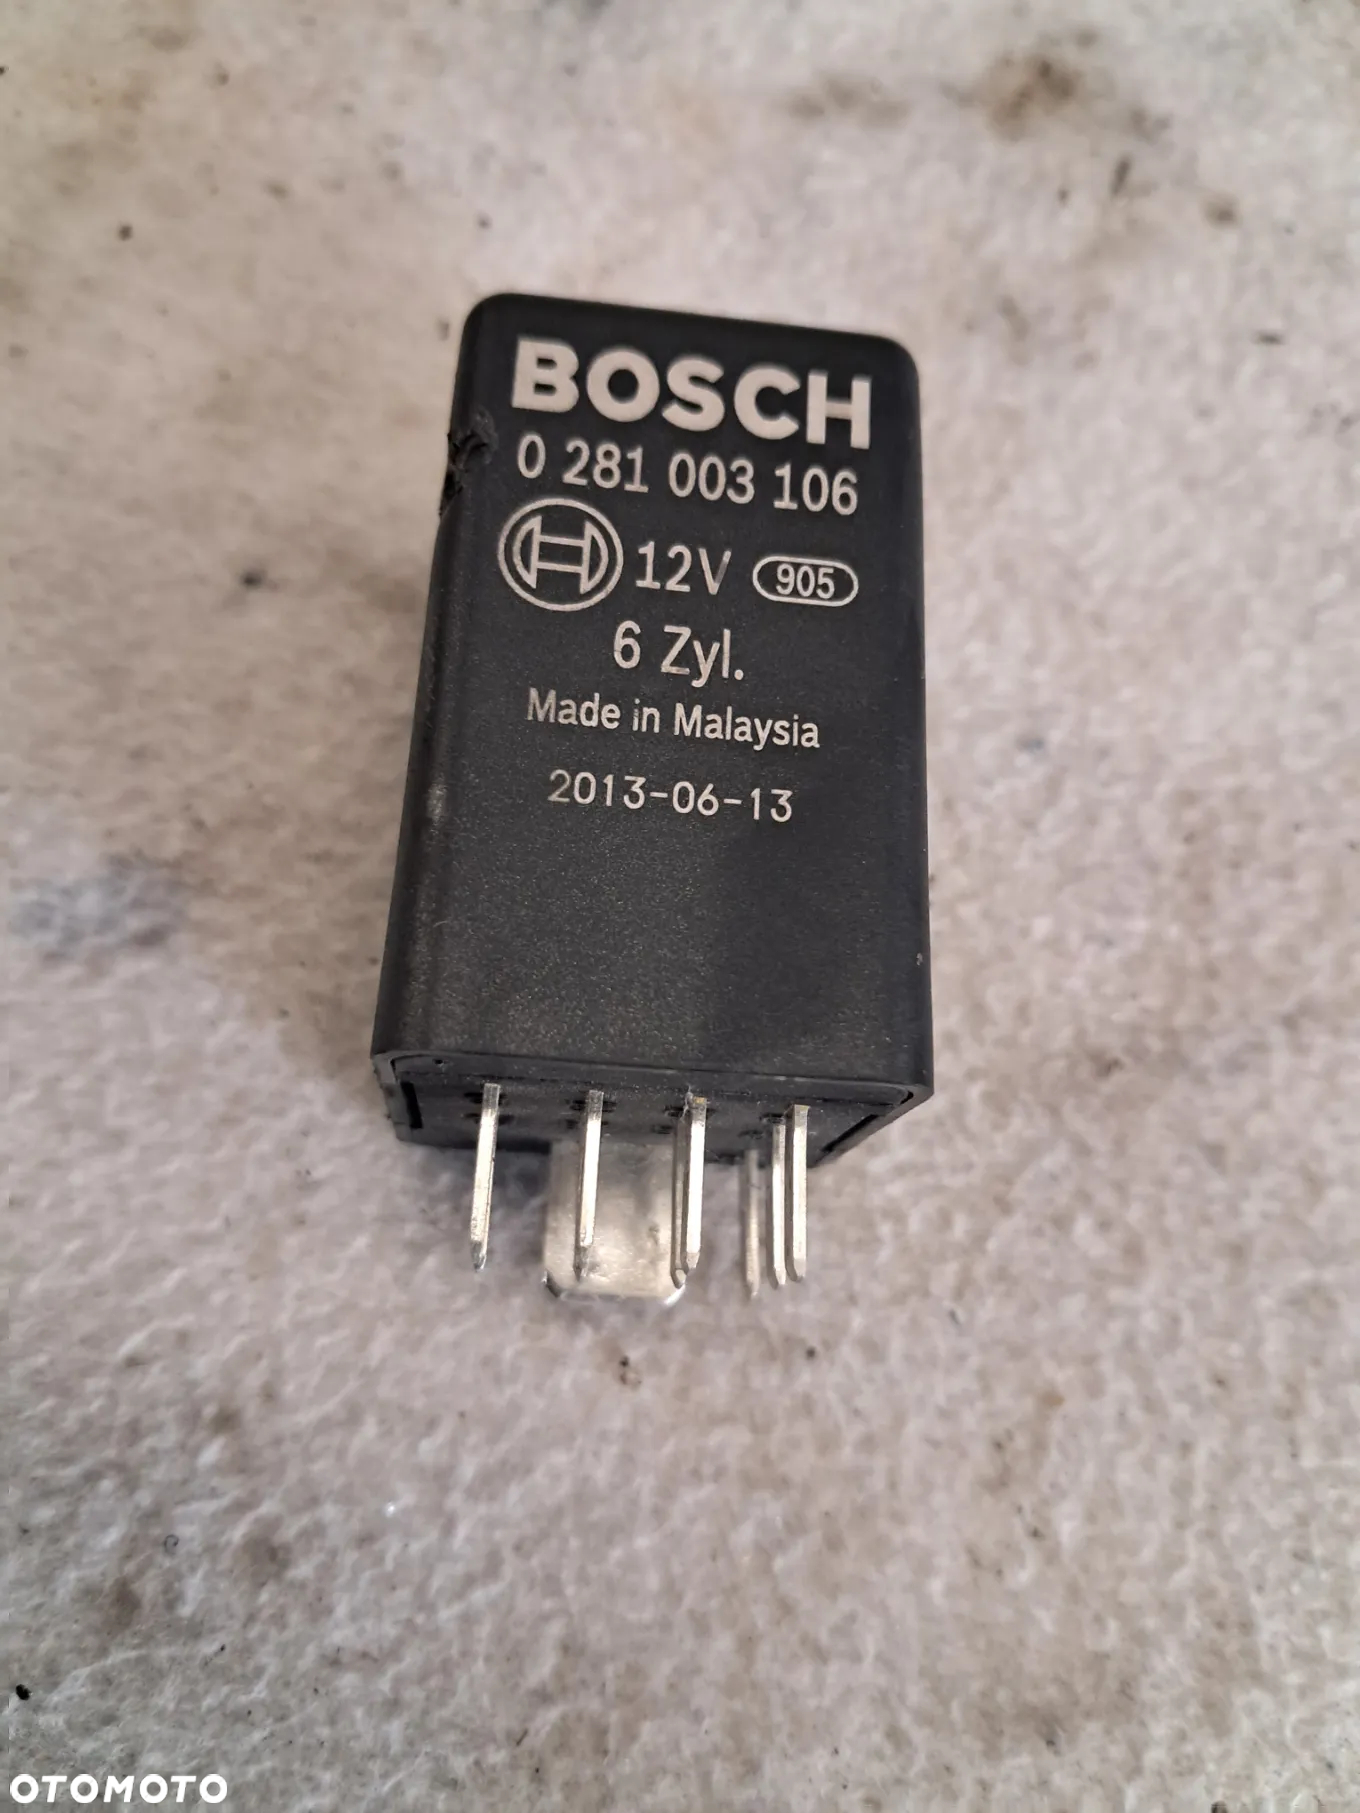 BOSCH
0 281 003 106
12V 905
6 Zyl.
Made in Malaysia
2013-06-13
OTOMOTO